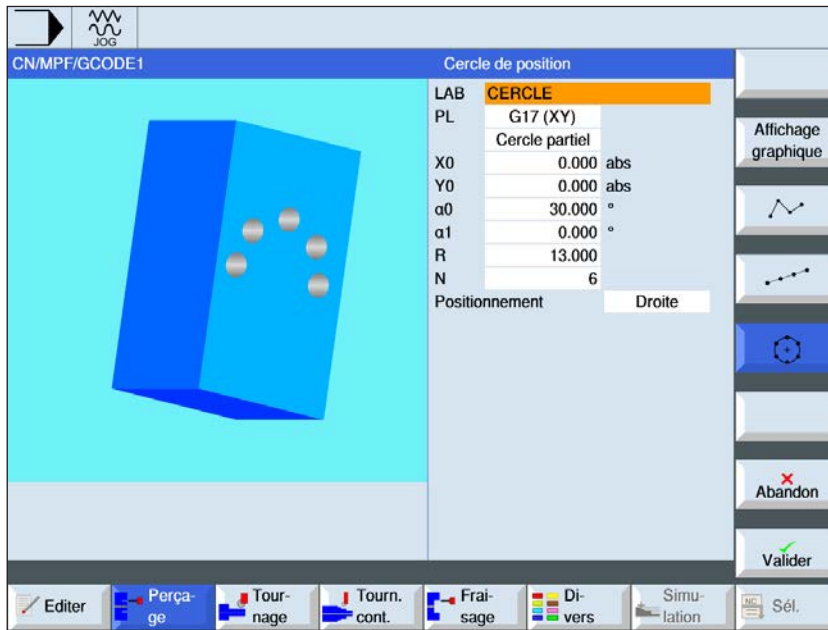 JOG
CN/MPF/GCODE1
Cercle de position
LAB CERCLE
PL G17 (XY)
Cercle partiel
X0 0.000 abs
Y0 0.000 abs
α0 30.000 °
α1 0.000 °
R 13.000
N 6
Positionnement Droite
Affichage
graphique
Abandon
Valider
Editer
Perça-
ge
Tour-
nage
Tourn.
cont.
Frai-
sage
Di-
vers
Simu-
lation
NC
Sél.